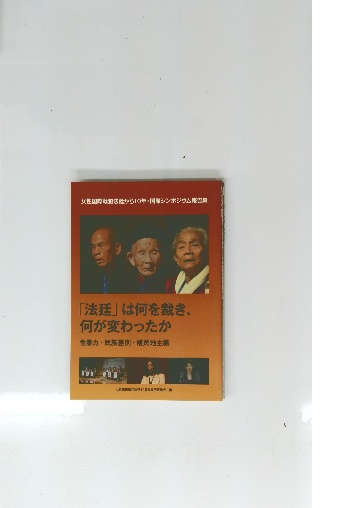 女性国際戦犯法廷から10年・国際シンポジウム報告集
「法廷」は何を裁き、
何が変わったか
性暴力・民族差別・植民地主義